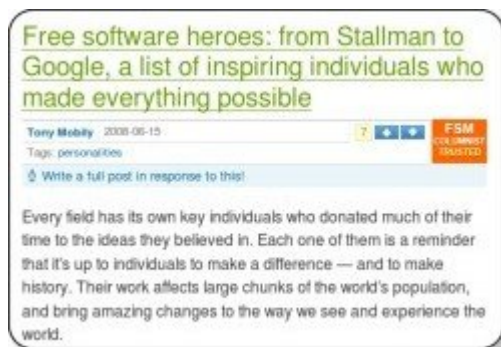 Free software heroes: from Stallman to
Google, a list of inspiring individuals who
made everything possible
Tony Mobily 2008-06-15 7
FSM
COLUMNIST
TRUSTED
Tags: personalities
Write a full post in response to this!
Every field has its own key individuals who donated much of their
time to the ideas they believed in. Each one of them is a reminder
that it's up to individuals to make a difference — and to make
history. Their work affects large chunks of the world's population,
and bring amazing changes to the way we see and experience the
world.